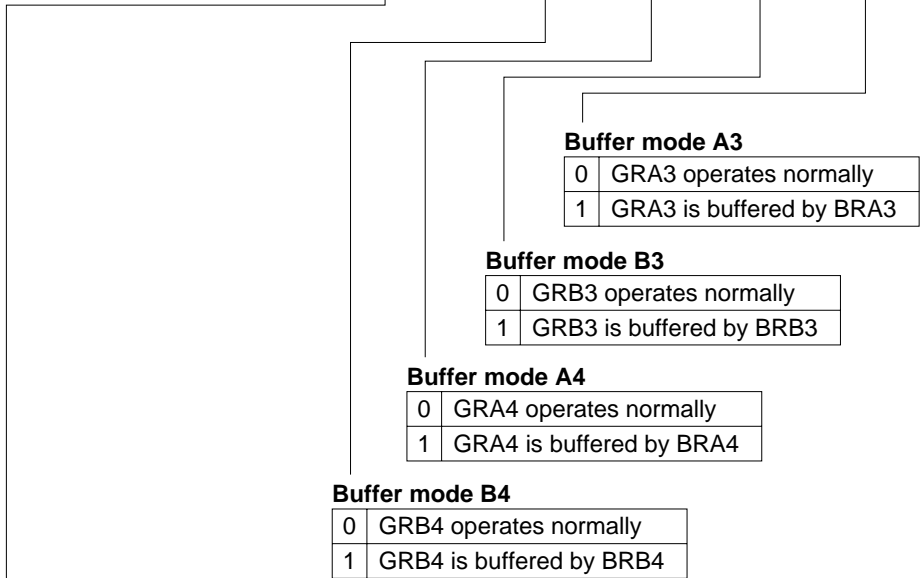 Buffer mode A3
0 GRA3 operates normally
1 GRA3 is buffered by BRA3
Buffer mode B3
0 GRB3 operates normally
1 GRB3 is buffered by BRB3
Buffer mode A4
0 GRA4 operates normally
1 GRA4 is buffered by BRA4
Buffer mode B4
0 GRB4 operates normally
1 GRB4 is buffered by BRB4